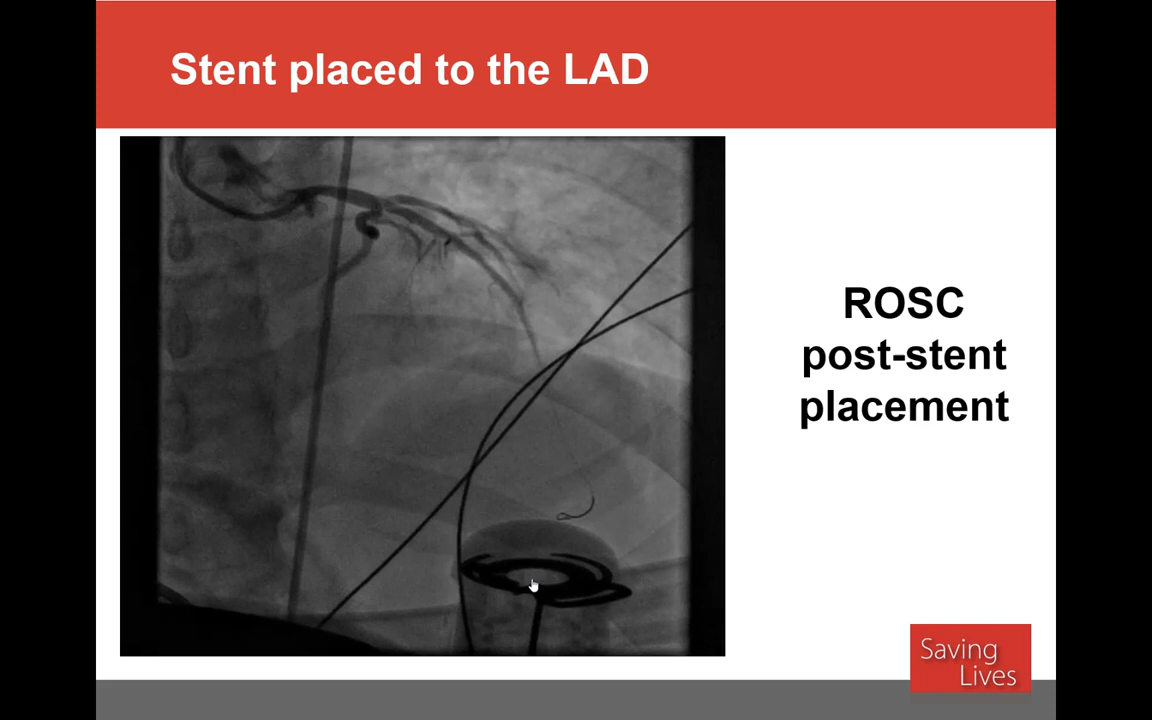 Stent placed to the LAD
ROSC
post-stent
placement
Saving
Lives